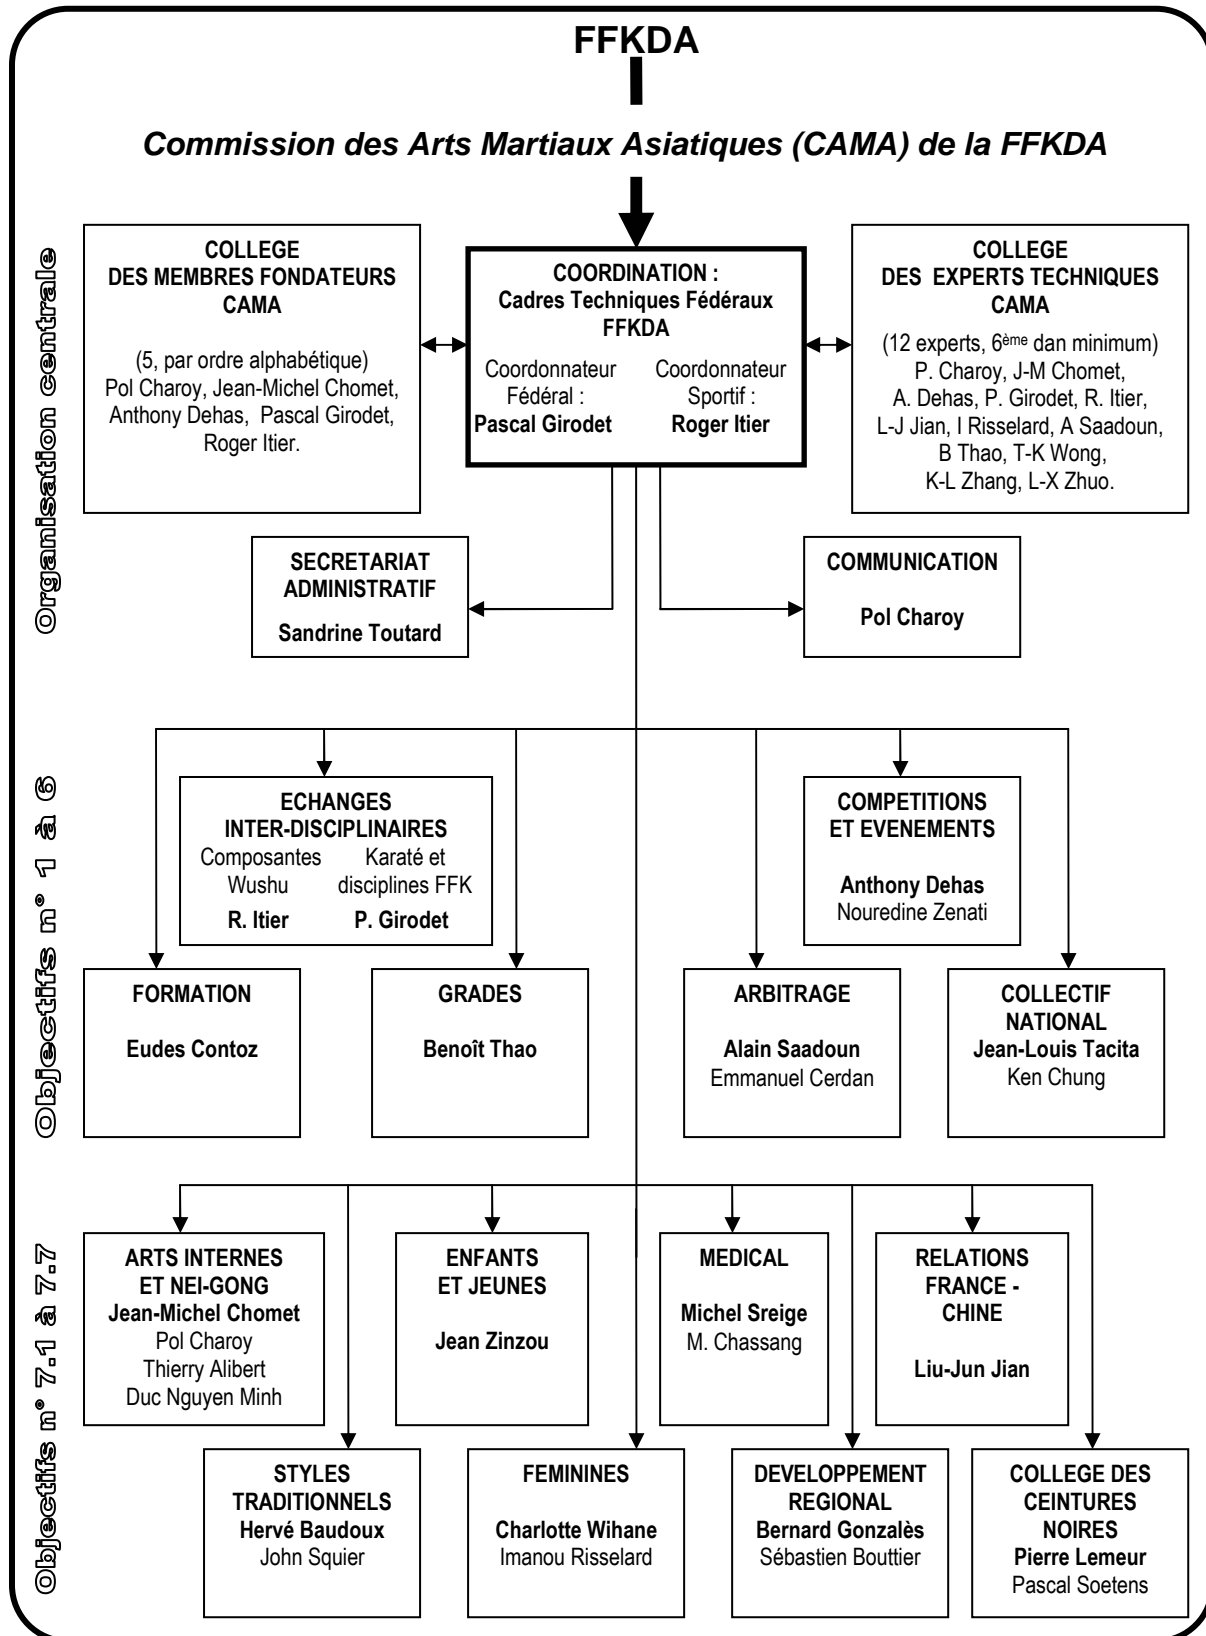 FFKDA
Commission des Arts Martiaux Asiatiques (CAMA) de la FFKDA
Organisation centrale
COLLEGE
DES MEMBRES FONDATEURS
CAMA
(5, par ordre alphabétique)
Pol Charoy, Jean-Michel Chomet,
Anthony Dehas, Pascal Girodet,
Roger Itier.
COORDINATION :
Cadres Techniques Fédéraux
FFKDA
Coordonnateur
Fédéral :
Pascal Girodet
Coordonnateur
Sportif :
Roger Itier
COLLEGE
DES EXPERTS TECHNIQUES
CAMA
(12 experts, 6ème dan minimum)
P. Charoy, J-M Chomet,
A. Dehas, P. Girodet, R. Itier,
L-J Jian, I Risselard, A Saadoun,
B Thao, T-K Wong,
K-L Zhang, L-X Zhuo.
SECRETARIAT
ADMINISTRATIF
Sandrine Toutard
COMMUNICATION
Pol Charoy
Objectifs n° 1 à 6
ECHANGES
INTER-DISCIPLINAIRES
Composantes
Wushu
R. Itier
Karaté et
disciplines FFK
P. Girodet
COMPETITIONS
ET EVENEMENTS
Anthony Dehas
Nouredine Zenati
FORMATION
Eudes Contoz
GRADES
Benoît Thao
ARBITRAGE
Alain Saadoun
Emmanuel Cerdan
COLLECTIF
NATIONAL
Jean-Louis Tacita
Ken Chung
Objectifs n° 7.1 à 7.7
ARTS INTERNES
ET NEI-GONG
Jean-Michel Chomet
Pol Charoy
Thierry Alibert
Duc Nguyen Minh
ENFANTS
ET JEUNES
Jean Zinzou
MEDICAL
Michel Sreige
M. Chassang
RELATIONS
FRANCE -
CHINE
Liu-Jun Jian
STYLES
TRADITIONNELS
Hervé Baudoux
John Squier
FEMININES
Charlotte Wihane
Imanou Risselard
DEVELOPPEMENT
REGIONAL
Bernard Gonzalès
Sébastien Bouttier
COLLEGE DES
CEINTURES
NOIRES
Pierre Lemeur
Pascal Soetens